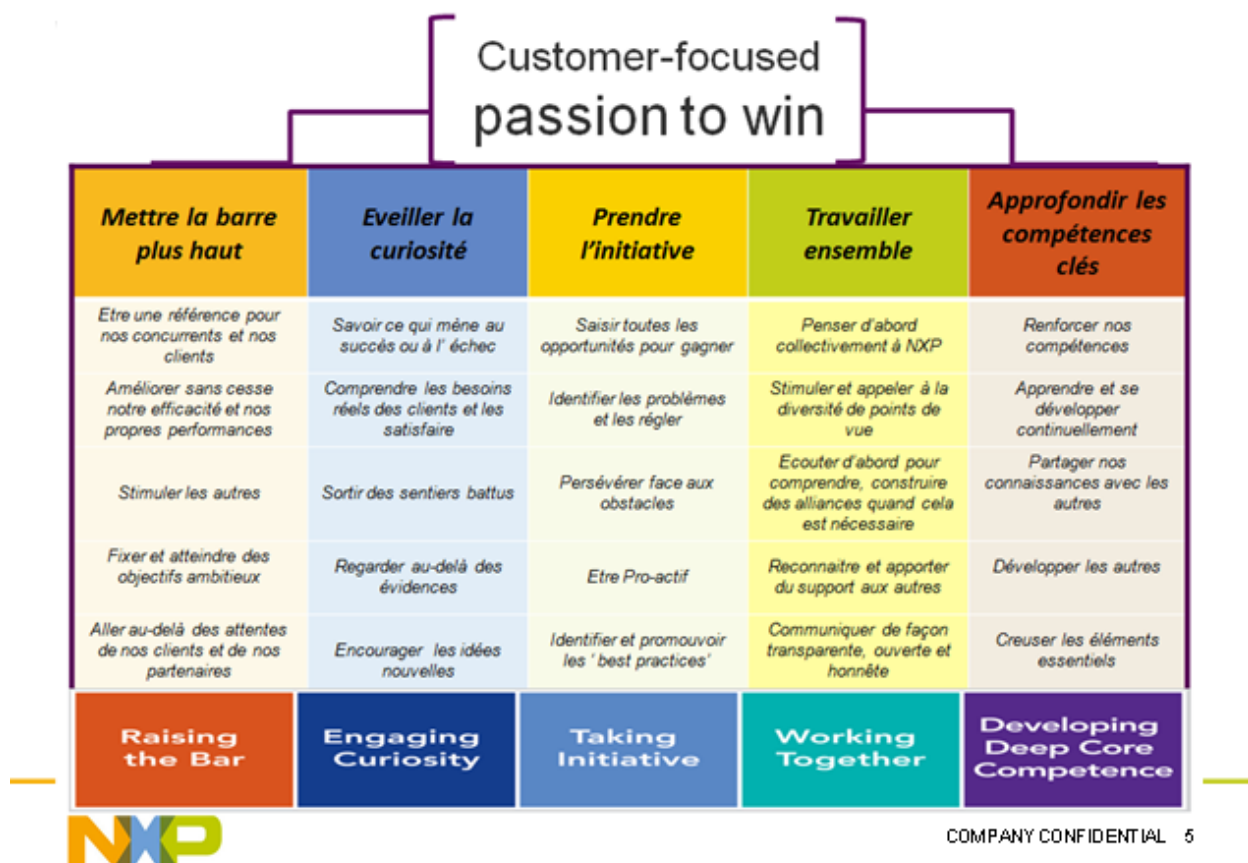 Customer-focused
passion to win
Mettre la barre
plus haut
Eveiller la
curiosité
Prendre
l'initiative
Travailler
ensemble
Approfondir les
compétences
clés
Etre une référence pour
nos concurrents et nos
clients
Savoir ce qui mène au
succès ou à l' échec
Saisir toutes les
opportunités pour gagner
Penser d'abord
collectivement à NXP
Renforcer nos
compétences
Améliorer sans cesse
notre efficacité et nos
propres performances
Comprendre les besoins
réels des clients et les
satisfaire
Identifier les problèmes
et les régler
Stimuler et appeler à la
diversité de points de
vue
Apprendre et se
développer
continuellement
Stimuler les autres
Sortir des sentiers battus
Persévérer face aux
obstacles
Ecouter d'abord pour
comprendre, construire
des alliances quand cela
est nécessaire
Partager nos
connaissances avec les
autres
Fixer et atteindre des
objectifs ambitieux
Regarder au-delà des
évidences
Etre Pro-actif
Reconnaitre et apporter
du support aux autres
Développer les autres
Aller au-delà des attentes
de nos clients et de nos
partenaires
Encourager les idées
nouvelles
Identifier et promouvoir
les ' best practices'
Communiquer de façon
transparente, ouverte et
honnête
Creuser les éléments
essentiels
Raising
the Bar
Engaging
Curiosity
Taking
Initiative
Working
Together
Developing
Deep Core
Competence
NXP
COMPANY CONFIDENTIAL 5